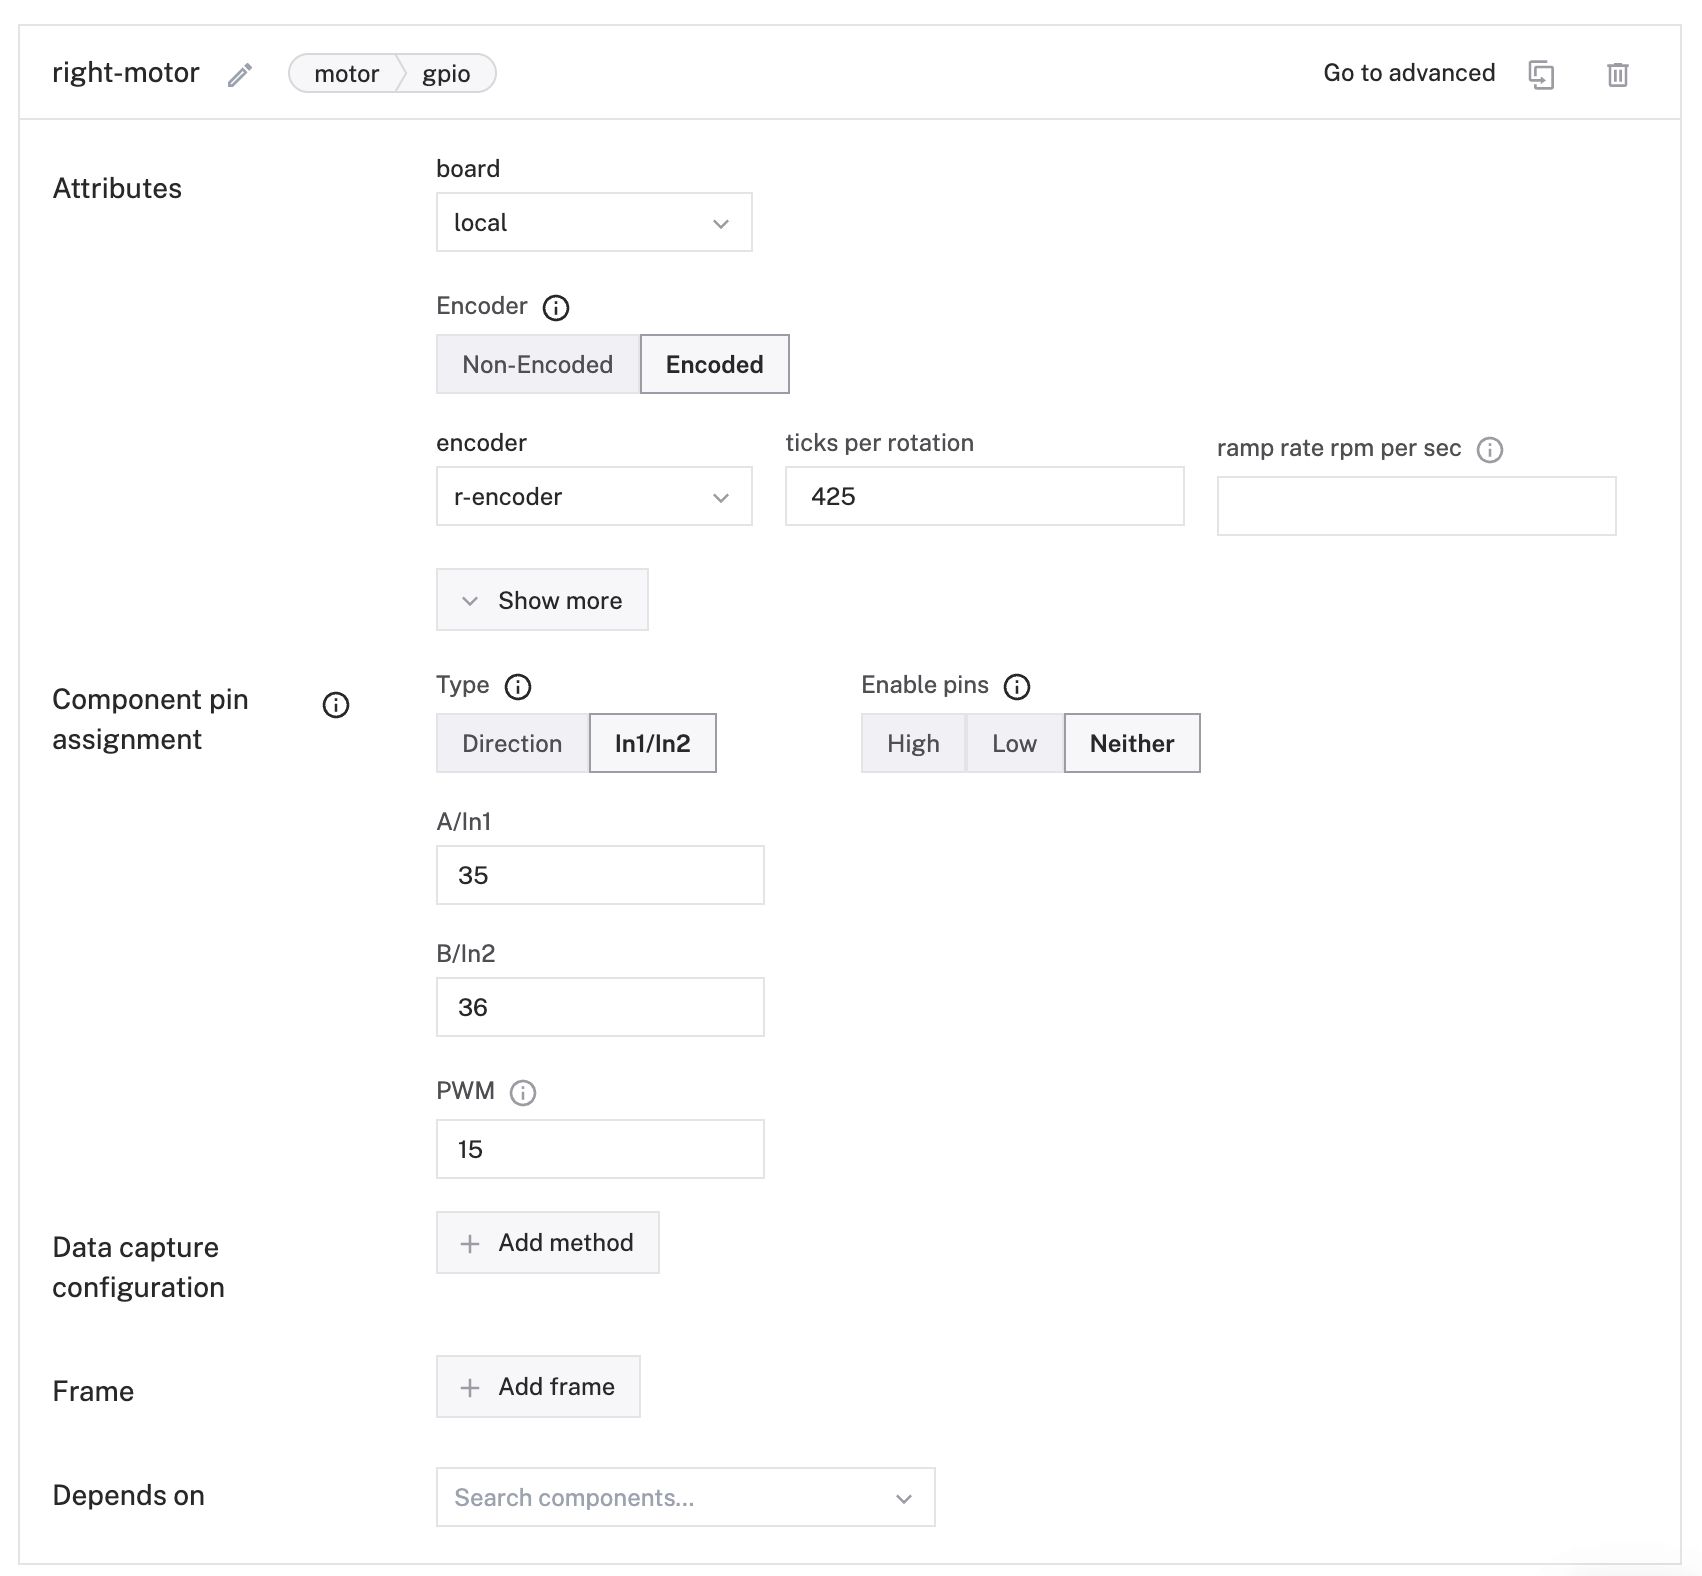 right-motor
motor
gpio
Go to advanced
Attributes
board
local
Encoder
Non-Encoded
Encoded
encoder
ticks per rotation
ramp rate rpm per sec
r-encoder
425
Show more
Component pin
assignment
Type
Enable pins
Direction
In1/In2
High
Low
Neither
A/In1
35
B/In2
36
PWM
15
Data capture
configuration
Add method
Frame
Add frame
Depends on
Search components...